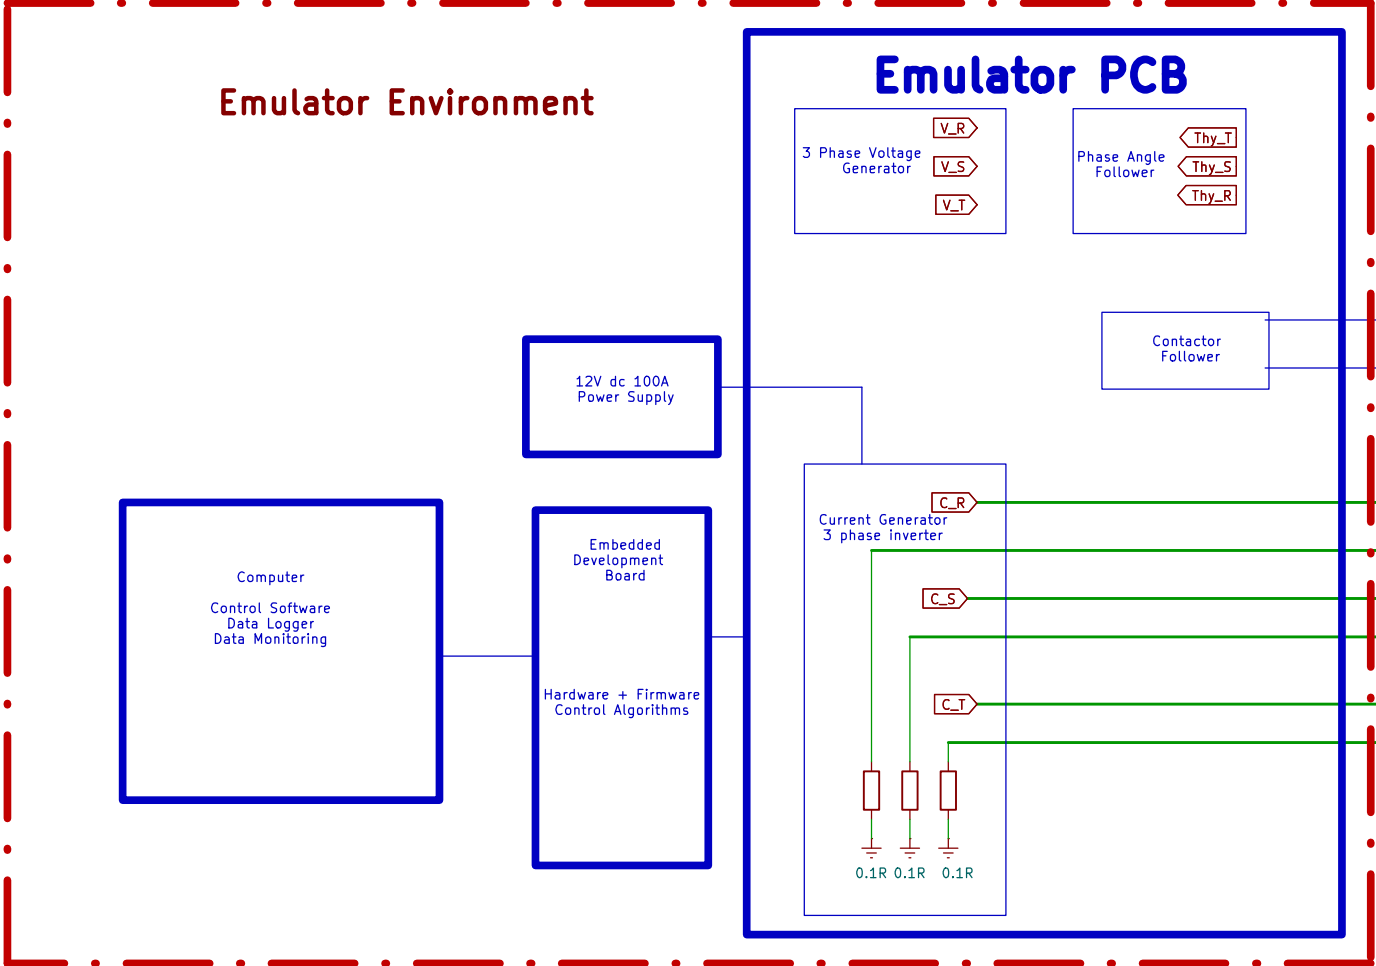 Emulator Environment
Emulator PCB
3 Phase Voltage
Generator
V_R
V_S
V_T
Phase Angle
Follower
Thy_T
Thy_S
Thy_R
Contactor
Follower
12V dc 100A
Power Supply
Computer
Control Software
Data Logger
Data Monitoring
Embedded
Development
Board
Hardware + Firmware
Control Algorithms
C_R
Current Generator
3 phase inverter
C_S
C_T
0.1R
0.1R
0.1R